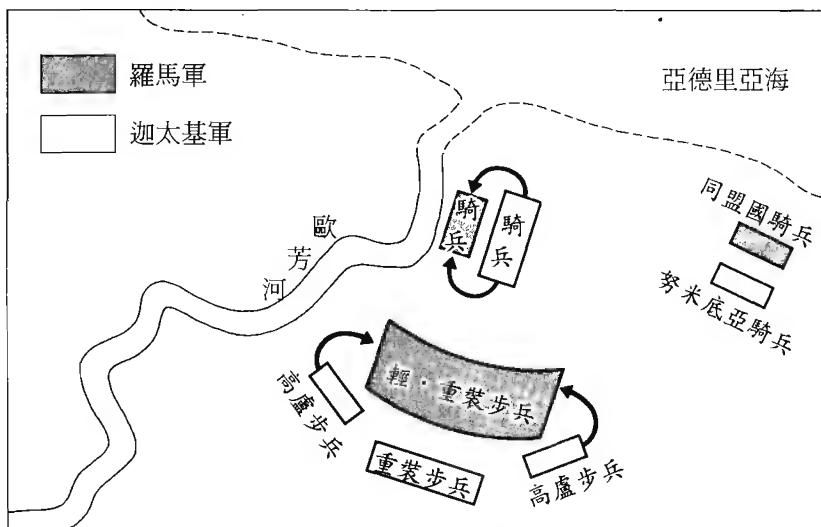 羅馬軍
迦太基軍
亞德里亞海
歐芳河
騎兵
騎兵
同盟國騎兵
努米底亞騎兵
輕・重裝步兵
高盧步兵
重裝步兵
高盧步兵